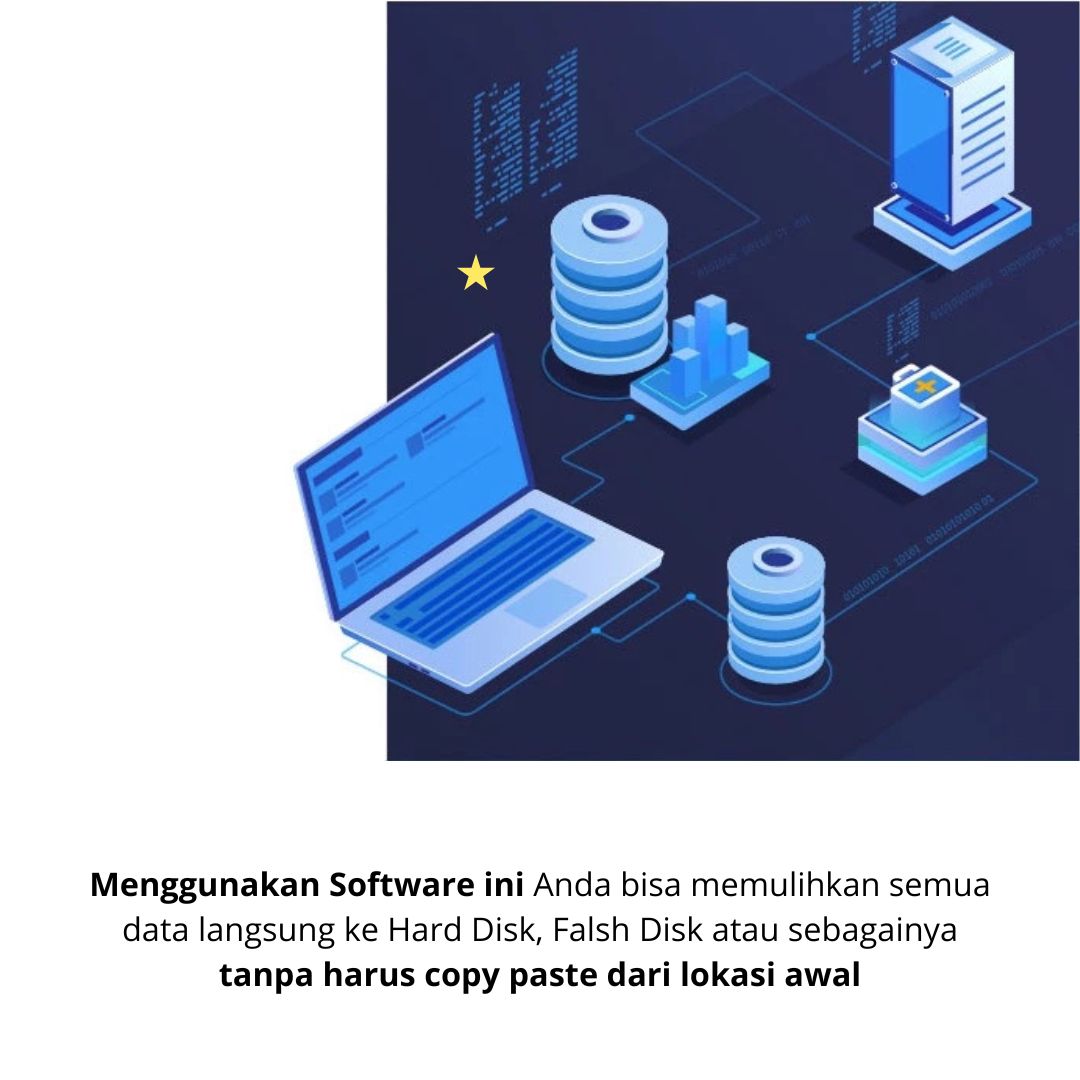 Menggunakan Software ini Anda bisa memulihkan semua
data langsung ke Hard Disk, Falsh Disk atau sebagainya
tanpa harus copy paste dari lokasi awal